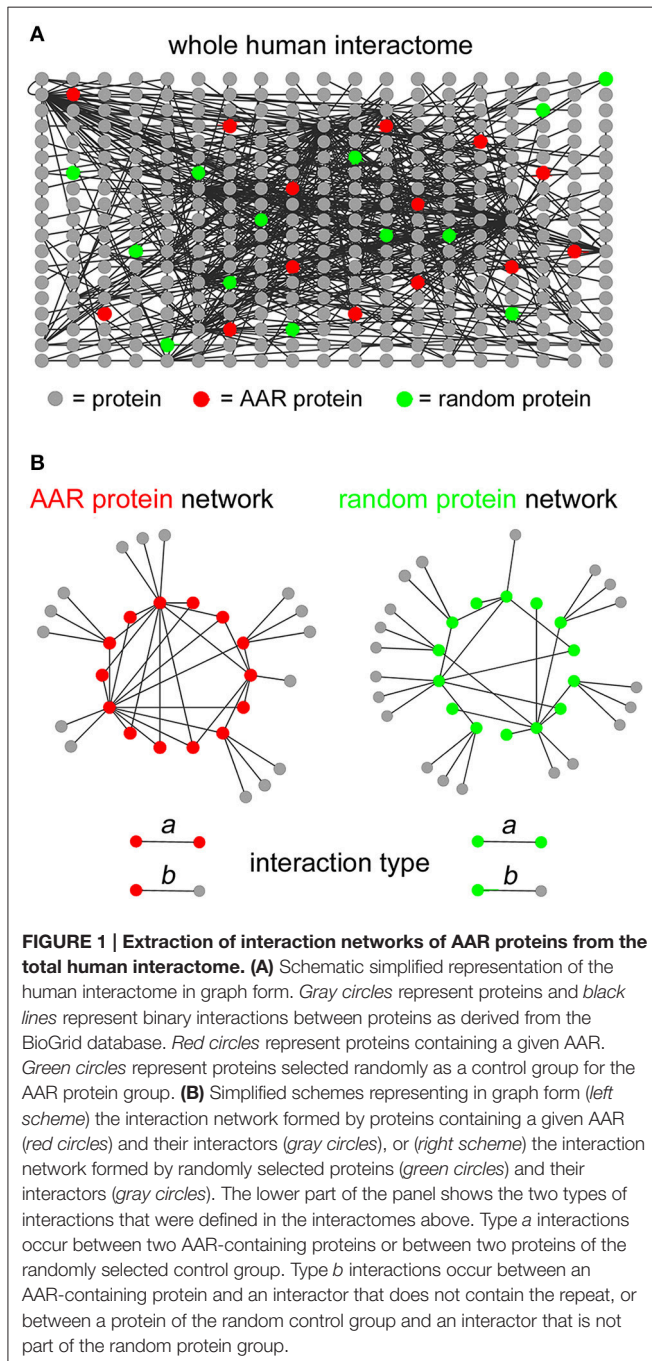 A
whole human interactome
= protein = AAR protein = random protein
B
AAR protein network random protein network
a a
interaction type
b b
FIGURE 1 | Extraction of interaction networks of AAR proteins from the
total human interactome. (A) Schematic simplified representation of the
human interactome in graph form. Gray circles represent proteins and black
lines represent binary interactions between proteins as derived from the
BioGrid database. Red circles represent proteins containing a given AAR.
Green circles represent proteins selected randomly as a control group for the
AAR protein group. (B) Simplified schemes representing in graph form (left
scheme) the interaction network formed by proteins containing a given AAR
(red circles) and their interactors (gray circles), or (right scheme) the interaction
network formed by randomly selected proteins (green circles) and their
interactors (gray circles). The lower part of the panel shows the two types of
interactions that were defined in the interactomes above. Type a interactions
occur between two AAR-containing proteins or between two proteins of the
randomly selected control group. Type b interactions occur between an
AAR-containing protein and an interactor that does not contain the repeat, or
between a protein of the random control group and an interactor that is not
part of the random protein group.